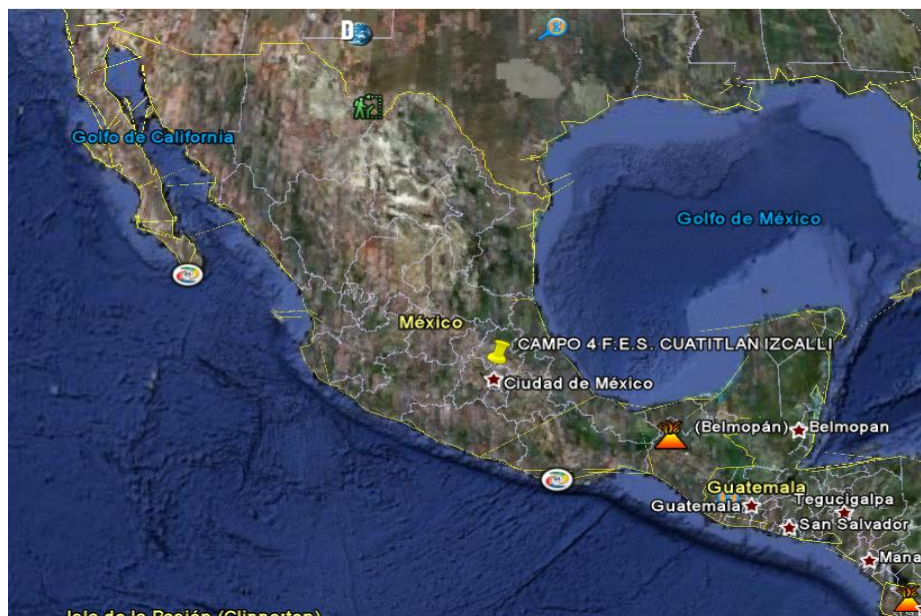 D
Golfo de California
Golfo de México
México
CAMPO 4 F.E.S. CUATITLAN IZCALLI
Ciudad de México
(Belmopán) Belmopan
Guatemala
Tegucigalpa
Guatemala
San Salvador
Mana
Isla de la Pasión (Clipperton)